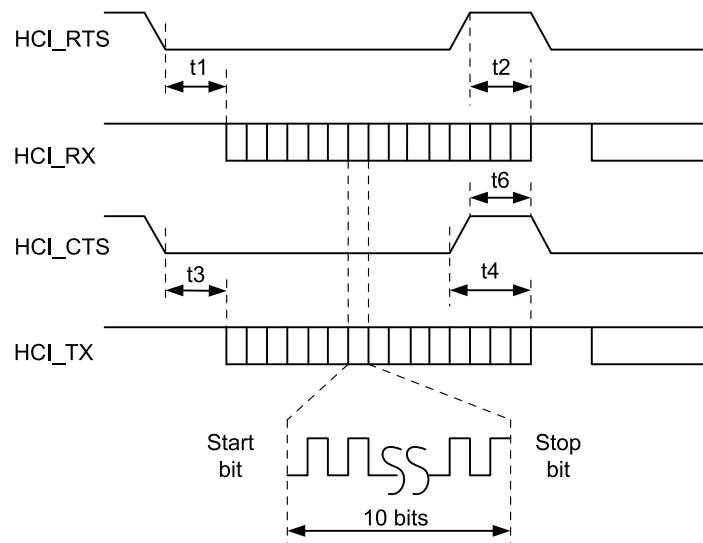 HCI_RTS
t1
t2
HCI_RX
t6
HCI_CTS
t3
t4
HCI_TX
Start
bit
Stop
bit
10 bits